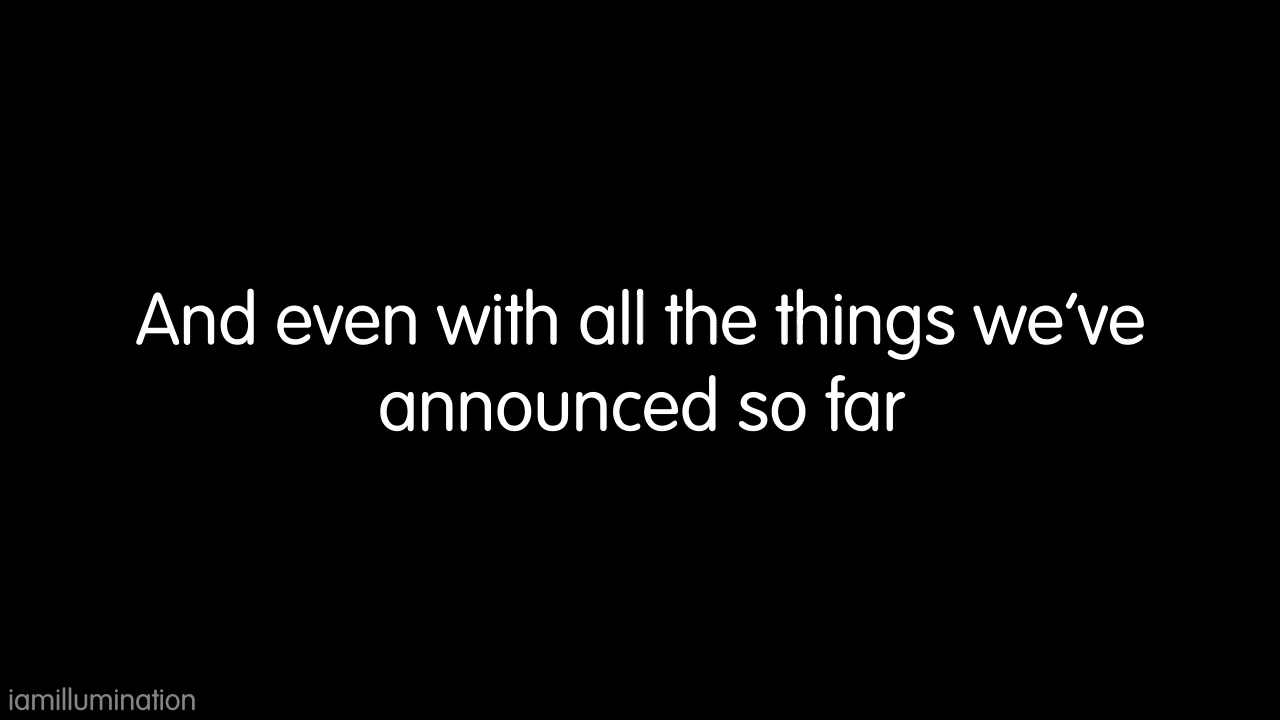 And even with all the things we've
announced so far
iamillumination